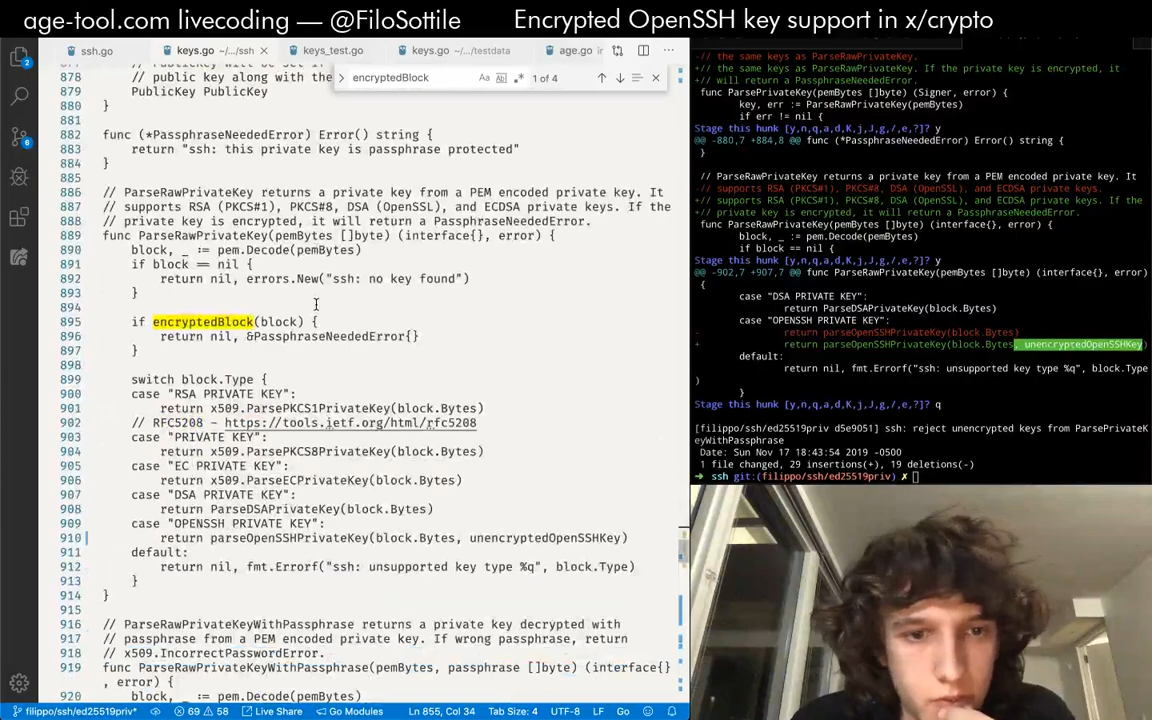 age-tool.com livecoding — @FiloSottile
Encrypted OpenSSH key support in x/crypto
ssh.go
keys.go ~/.../ssh
keys_test.go
keys.go ~/.../testdata
age.go
encryptedBlock
1 of 4
878 // public key along with the
879 PublicKey PublicKey
880 }
881
882 func (*PassphraseNeededError) Error() string {
883 return "ssh: this private key is passphrase protected"
884 }
885
886 // ParseRawPrivateKey returns a private key from a PEM encoded private key. It
887 // supports RSA (PKCS#1), PKCS#8, DSA (OpenSSL), and ECDSA private keys. If the
888 // private key is encrypted, it will return a PassphraseNeededError.
889 func ParseRawPrivateKey(pemBytes []byte) (interface{}, error) {
890 block, _ := pem.Decode(pemBytes)
891 if block == nil {
892 return nil, errors.New("ssh: no key found")
893 }
894
895 if encryptedBlock(block) {
896 return nil, &PassphraseNeededError{}
897 }
898
899 switch block.Type {
900 case "RSA PRIVATE KEY":
901 return x509.ParsePKCS1PrivateKey(block.Bytes)
902 // RFC5208 - https://tools.ietf.org/html/rfc5208
903 case "PRIVATE KEY":
904 return x509.ParsePKCS8PrivateKey(block.Bytes)
905 case "EC PRIVATE KEY":
906 return x509.ParseECPrivateKey(block.Bytes)
907 case "DSA PRIVATE KEY":
908 return ParseDSAPrivateKey(block.Bytes)
909 case "OPENSSH PRIVATE KEY":
910 return parseOpenSSHPrivateKey(block.Bytes, unencryptedOpenSSHKey)
911 default:
912 return nil, fmt.Errorf("ssh: unsupported key type %q", block.Type)
913 }
914 }
915
916 // ParseRawPrivateKeyWithPassphrase returns a private key decrypted with
917 // passphrase from a PEM encoded private key. If wrong passphrase, return
918 // x509.IncorrectPasswordError.
919 func ParseRawPrivateKeyWithPassphrase(pemBytes, passphrase []byte) (interface{}
, error) {
920 block, _ := pem.Decode(pemBytes)
filippo/ssh/ed25519priv* 69 58 Live Share Go Modules Ln 855, Col 34 Tab Size: 4 UTF-8 LF Go
2
6
- // the same keys as ParseRawPrivateKey.
+// the same keys as ParseRawPrivateKey. If the private key is encrypted, it
+// will return a PassphraseNeededError.
func ParsePrivateKey(pemBytes []byte) (Signer, error) {
key, err := ParseRawPrivateKey(pemBytes)
if err != nil {
Stage this hunk [y,n,q,a,d,K,j,J,g,/,e,?]? y
@@ -880,7 +884,8 @@ func (*PassphraseNeededError) Error() string {
}
// ParseRawPrivateKey returns a private key from a PEM encoded private key. It
-// supports RSA (PKCS#1), PKCS#8, DSA (OpenSSL), and ECDSA private keys.
+// supports RSA (PKCS#1), PKCS#8, DSA (OpenSSL), and ECDSA private keys. If the
+// private key is encrypted, it will return a PassphraseNeededError.
func ParseRawPrivateKey(pemBytes []byte) (interface{}, error) {
block, _ := pem.Decode(pemBytes)
if block == nil {
Stage this hunk [y,n,q,a,d,K,j,J,g,/,e,?]? y
@@ -902,7 +907,7 @@ func ParseRawPrivateKey(pemBytes []byte) (interface{}, error)
{
case "DSA PRIVATE KEY":
return ParseDSAPrivateKey(block.Bytes)
case "OPENSSH PRIVATE KEY":
- return parseOpenSSHPrivateKey(block.Bytes)
+ return parseOpenSSHPrivateKey(block.Bytes, unencryptedOpenSSHKey)
default:
return nil, fmt.Errorf("ssh: unsupported key type %q", block.Type
)
}
Stage this hunk [y,n,q,a,d,K,j,J,g,/,e,?]? q
[filippo/ssh/ed25519priv d5e9051] ssh: reject unencrypted keys from ParsePrivateK
eyWithPassphrase
Date: Sun Nov 17 18:43:54 2019 -0500
1 file changed, 29 insertions(+), 19 deletions(-)
➜ ssh git:(filippo/ssh/ed25519priv) ✗